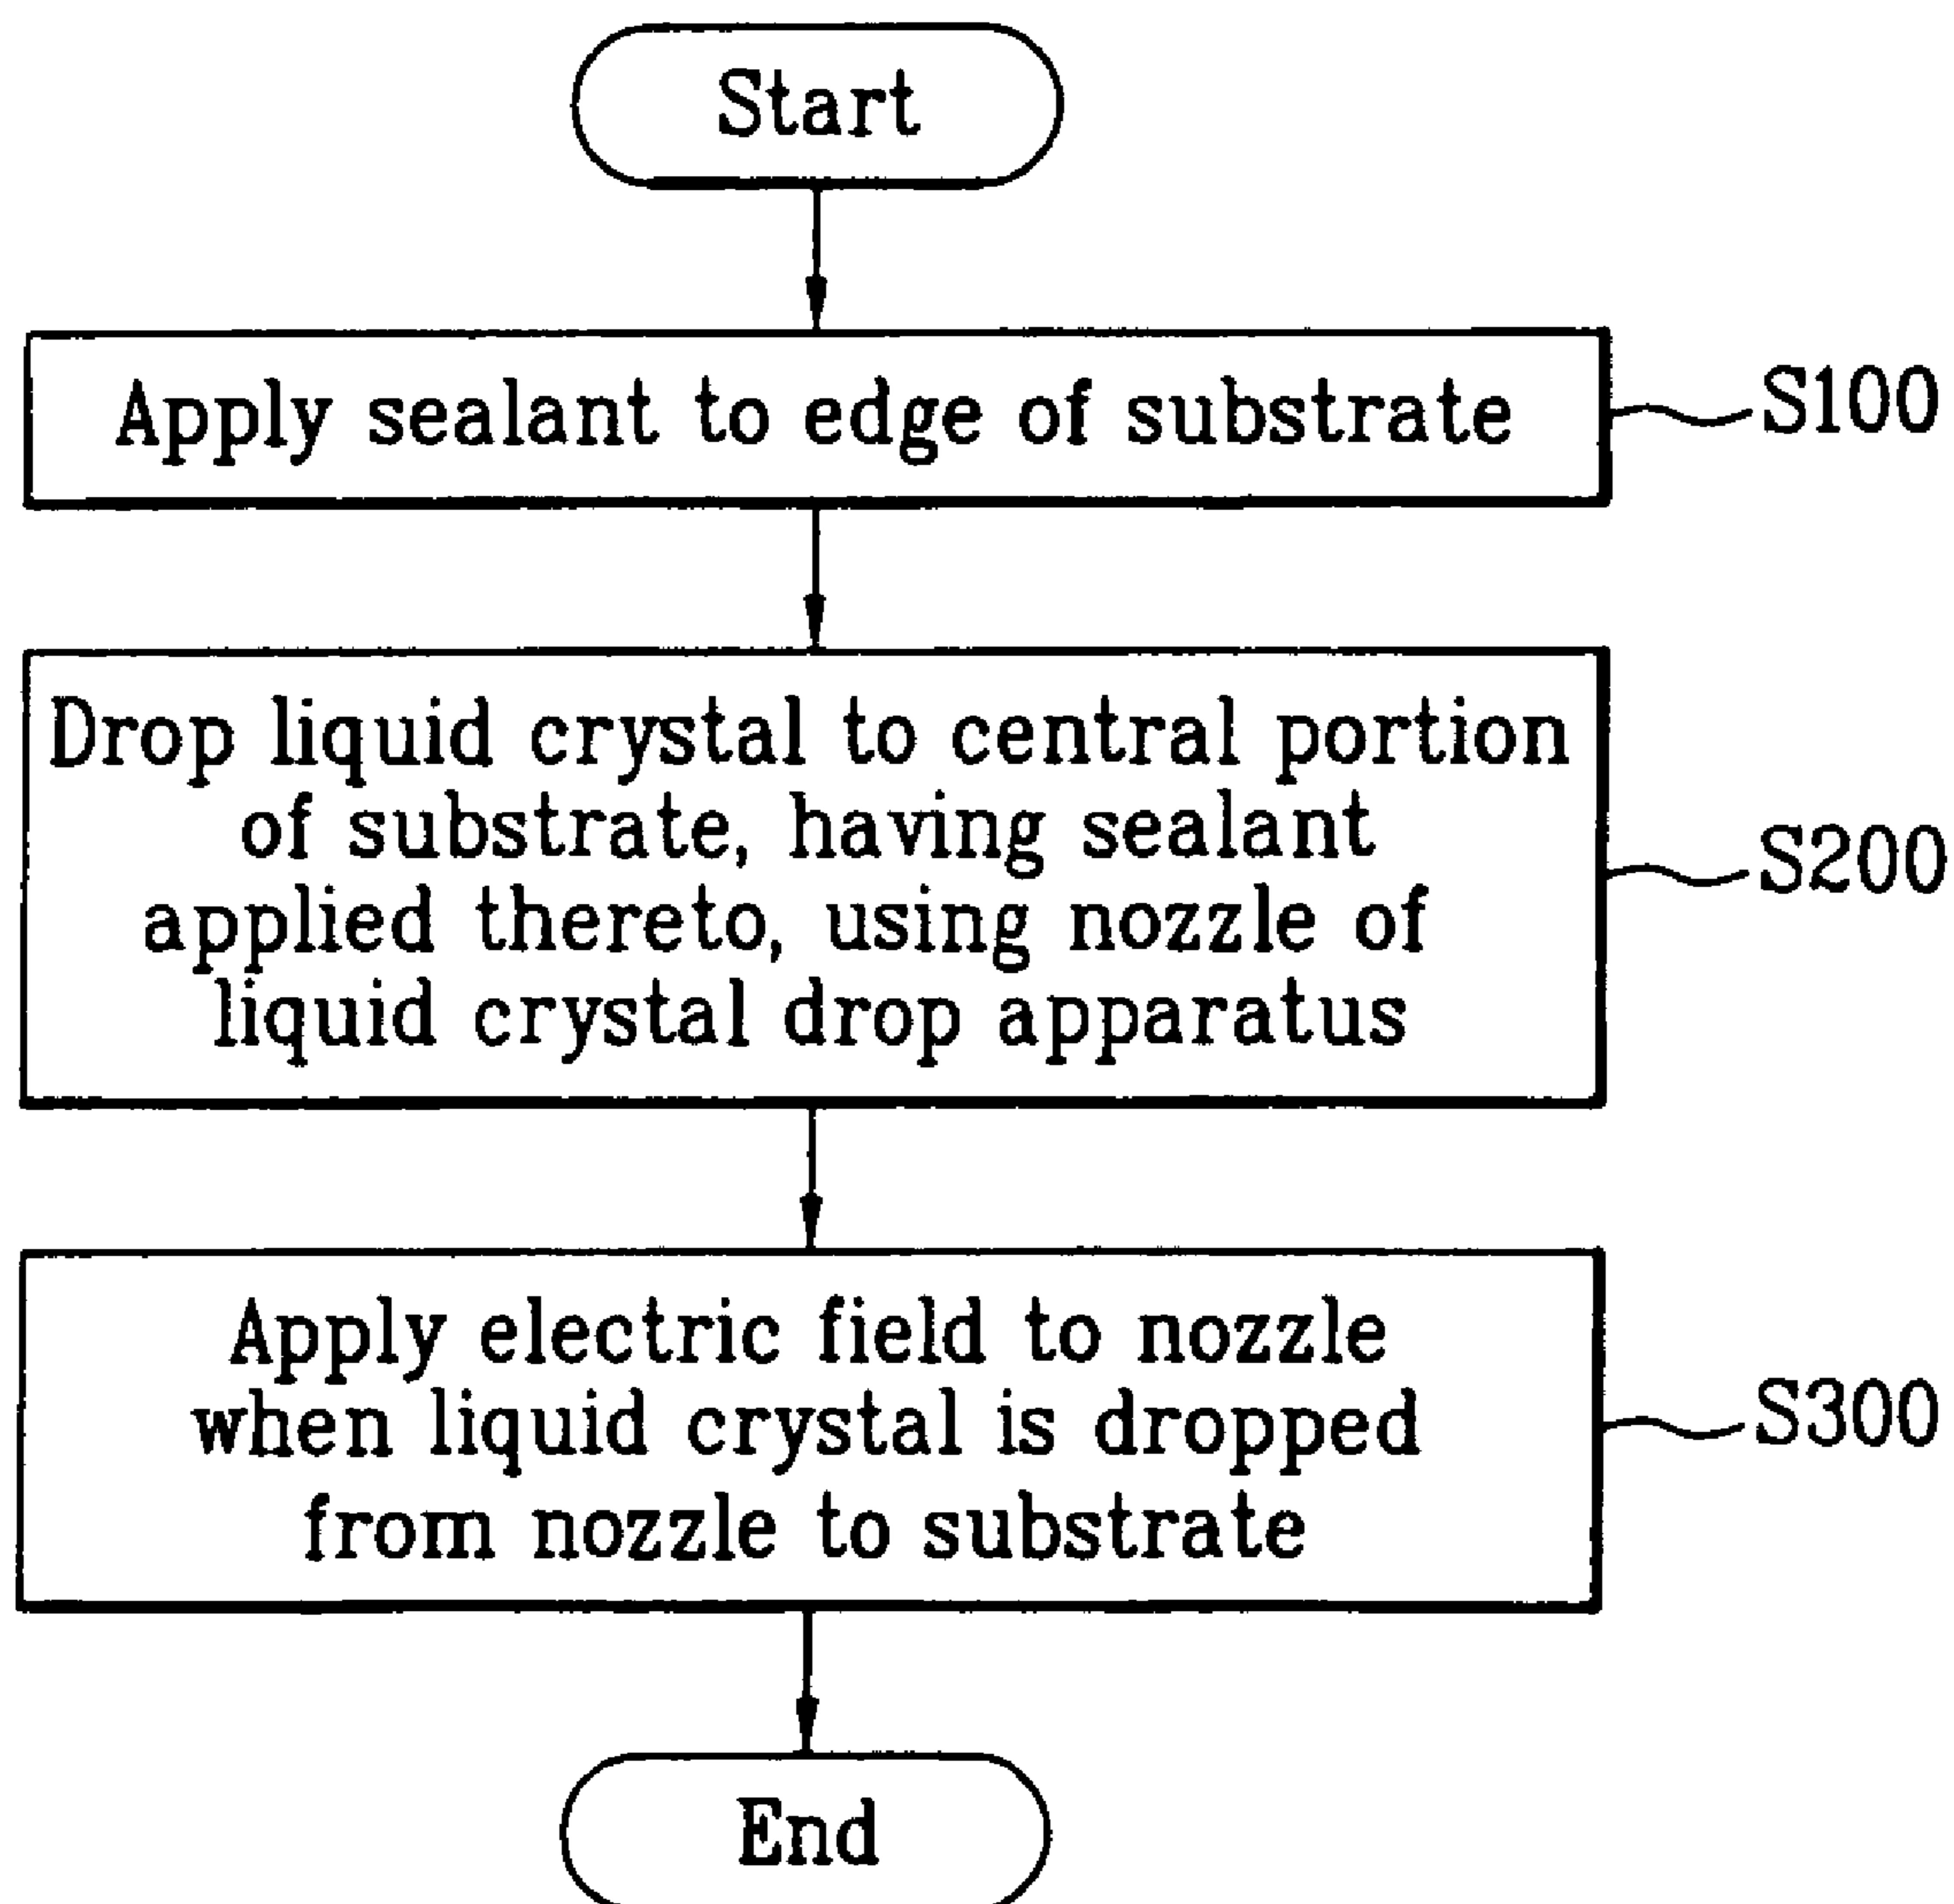 Start
Apply sealant to edge of substrate
S100
Drop liquid crystal to central portion
of substrate, having sealant
applied thereto, using nozzle of
liquid crystal drop apparatus
S200
Apply electric field to nozzle
when liquid crystal is dropped
from nozzle to substrate
S300
End